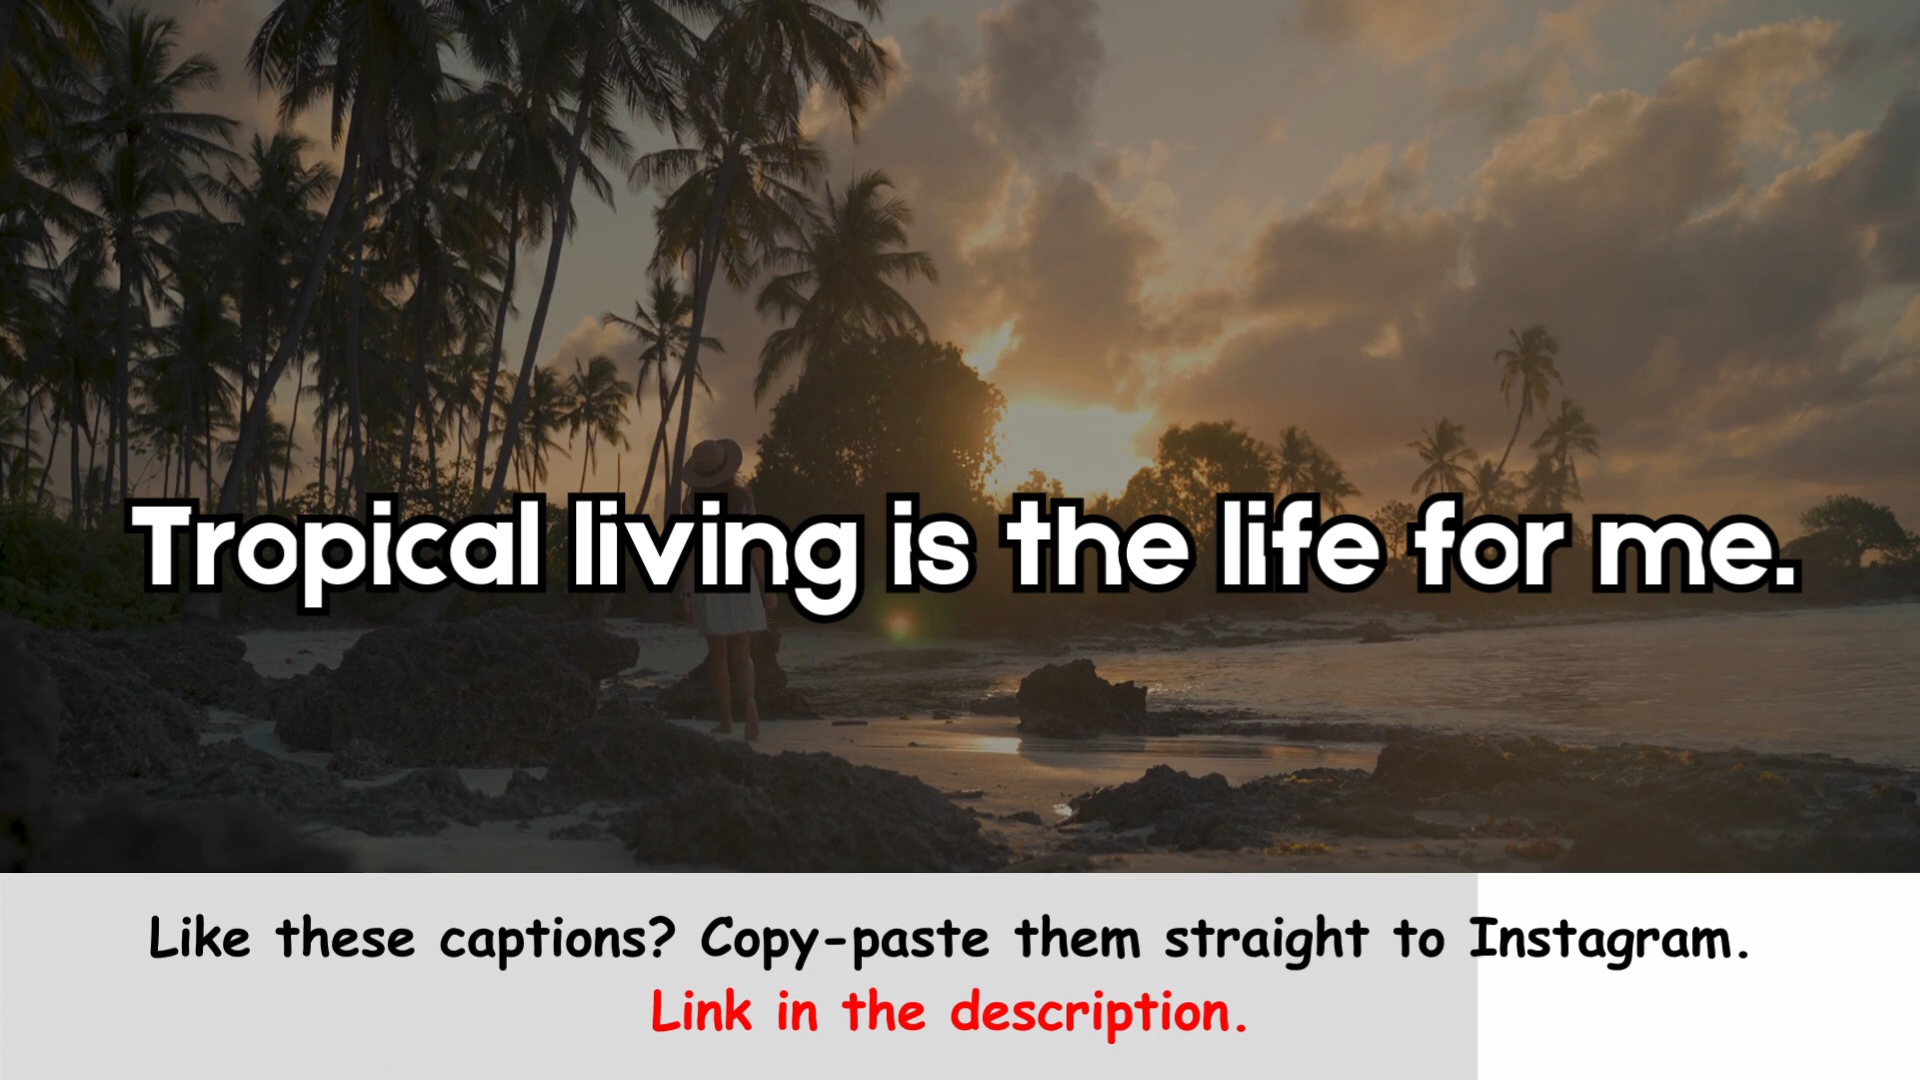 Tropical living is the life for me.
Like these captions? Copy-paste them straight to Instagram.
Link in the description.